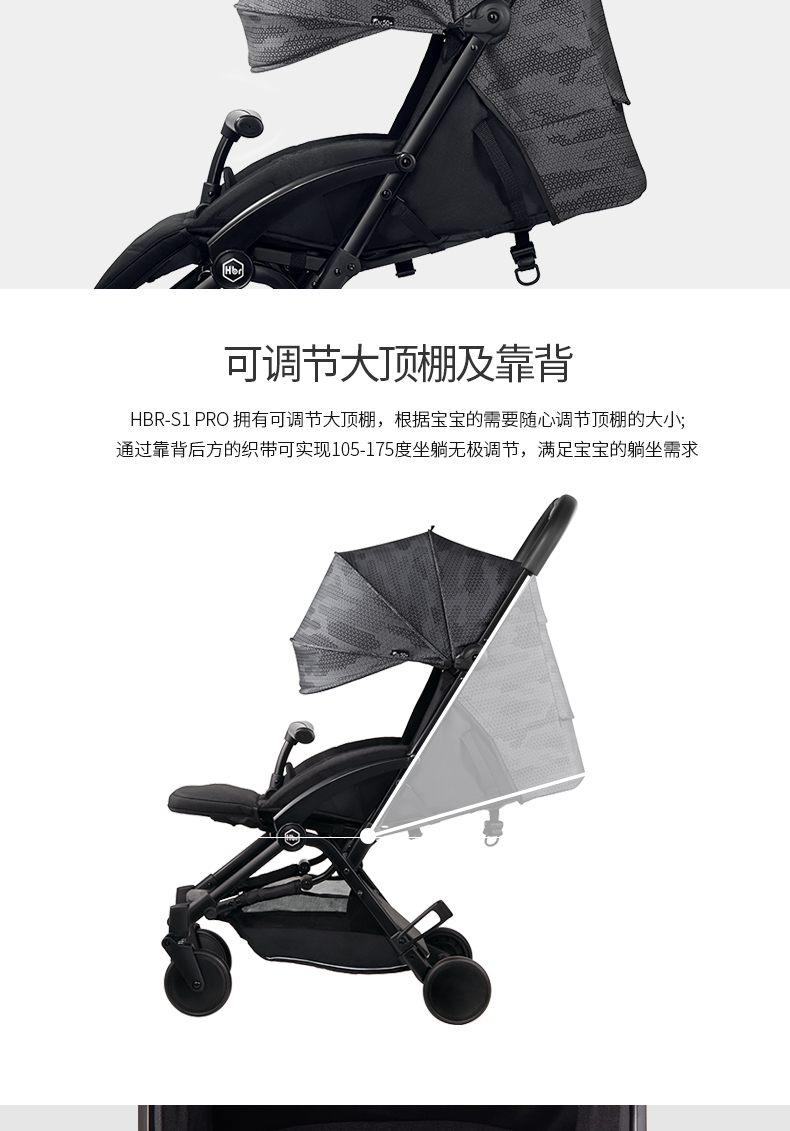 Hbr
可调节大顶棚及靠背
HBR-S1 PRO 拥有可调节大顶棚，根据宝宝的需要随心调节顶棚的大小;
通过靠背后方的织带可实现105-175度坐躺无极调节，满足宝宝的躺坐需求
Hbr